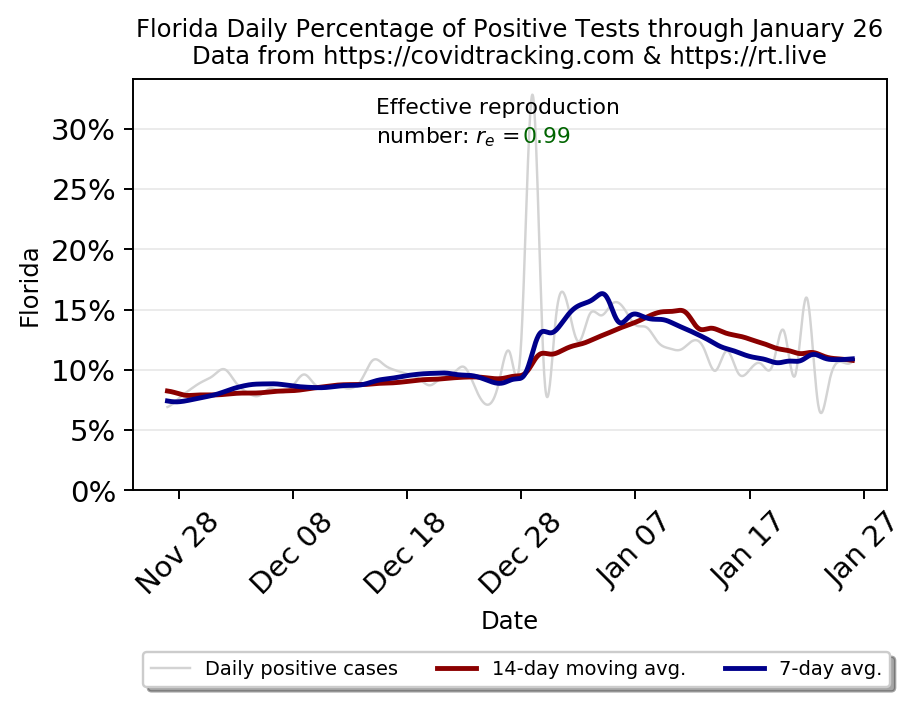 Florida Daily Percentage of Positive Tests through January 26
Data from https://covidtracking.com & https://rt.live
Effective reproduction
number: rₑ =0.99
30%
25%
20%
15%
10%
5%
0%
Florida
Nov 28
Dec 08
Dec 18
Dec 28
Jan 07
Jan 17
Jan 27
Date
Daily positive cases
14-day moving avg.
7-day avg.